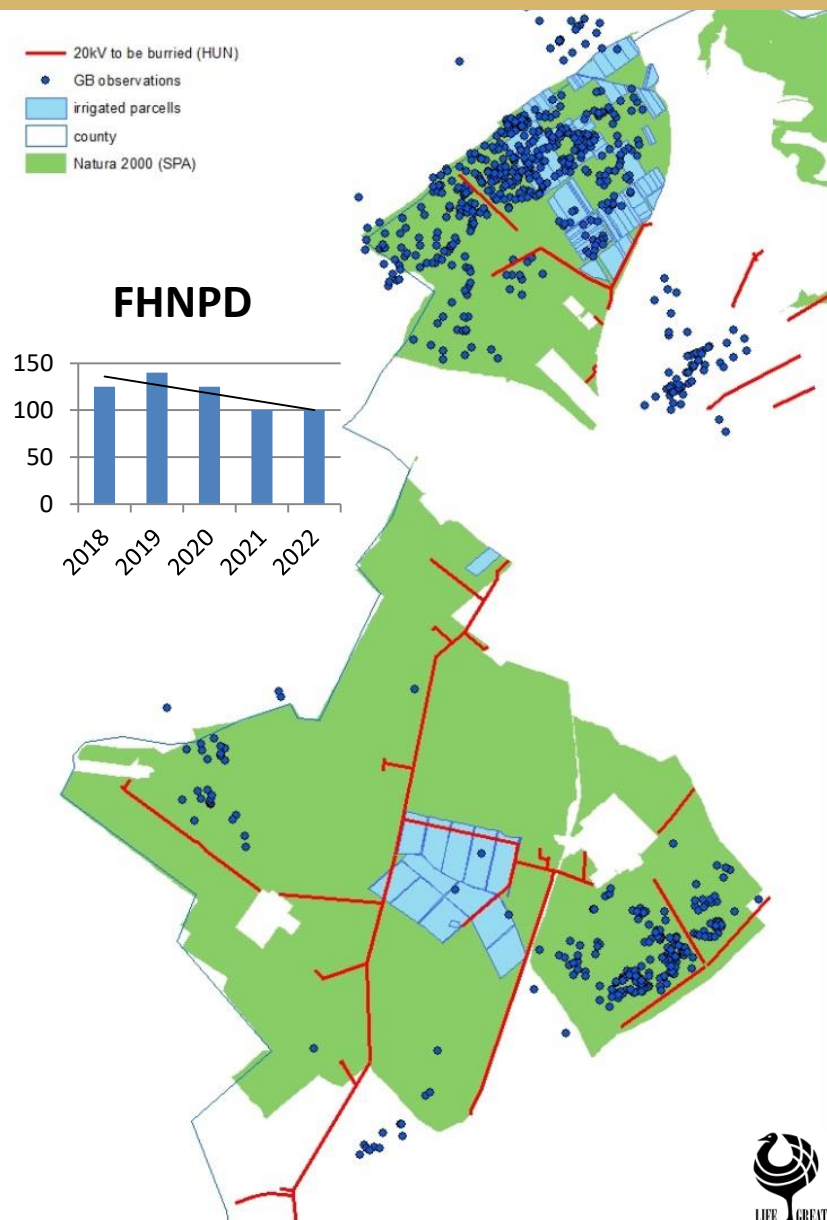 20kV to be burried (HUN)
GB observations
irrigated parcells
county
Natura 2000 (SPA)
FHNPD
150
100
50
0
2018
2019
2020
2021
2022
LIFE GREAT